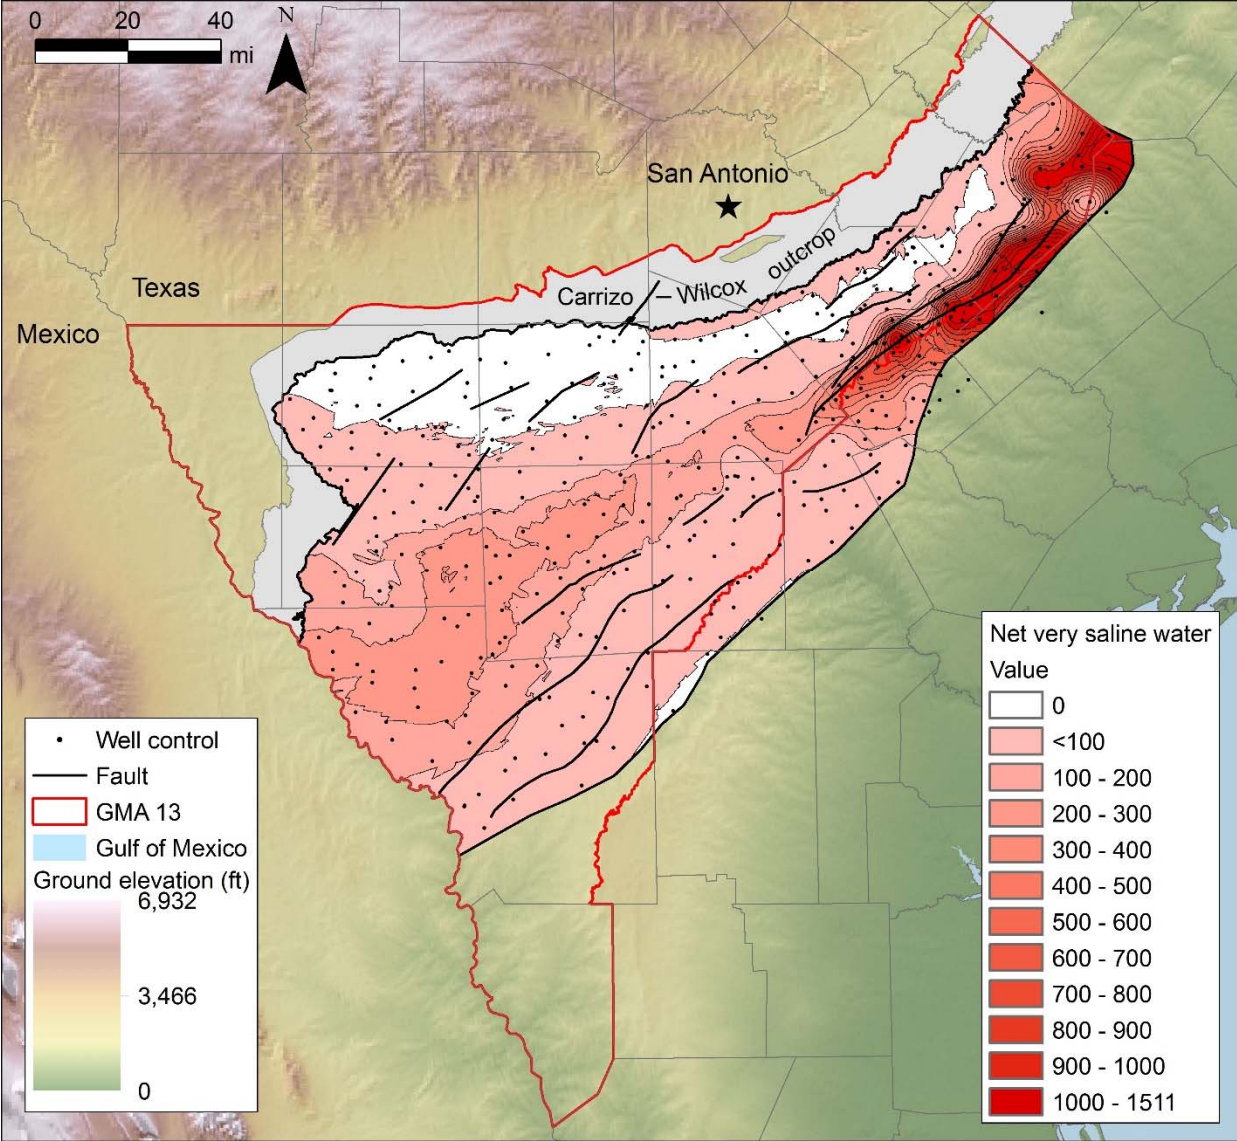 0 20 40
mi
N
San Antonio
Texas
Mexico
Carrizo – Wilcox outcrop
Well control
Fault
GMA 13
Gulf of Mexico
Ground elevation (ft)
6,932
3,466
0
Net very saline water
Value
0
<100
100 - 200
200 - 300
300 - 400
400 - 500
500 - 600
600 - 700
700 - 800
800 - 900
900 - 1000
1000 - 1511